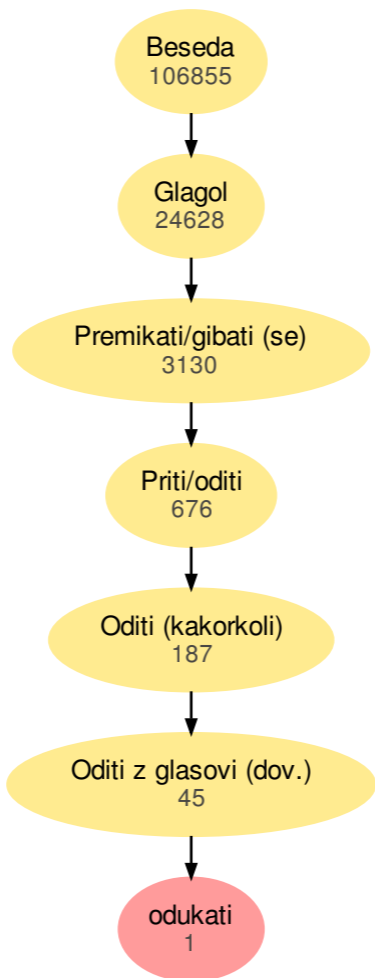 Beseda
106855
Glagol
24628
Premikati/gibati (se)
3130
Priti/oditi
676
Oditi (kakorkoli)
187
Oditi z glasovi (dov.)
45
odukati
1